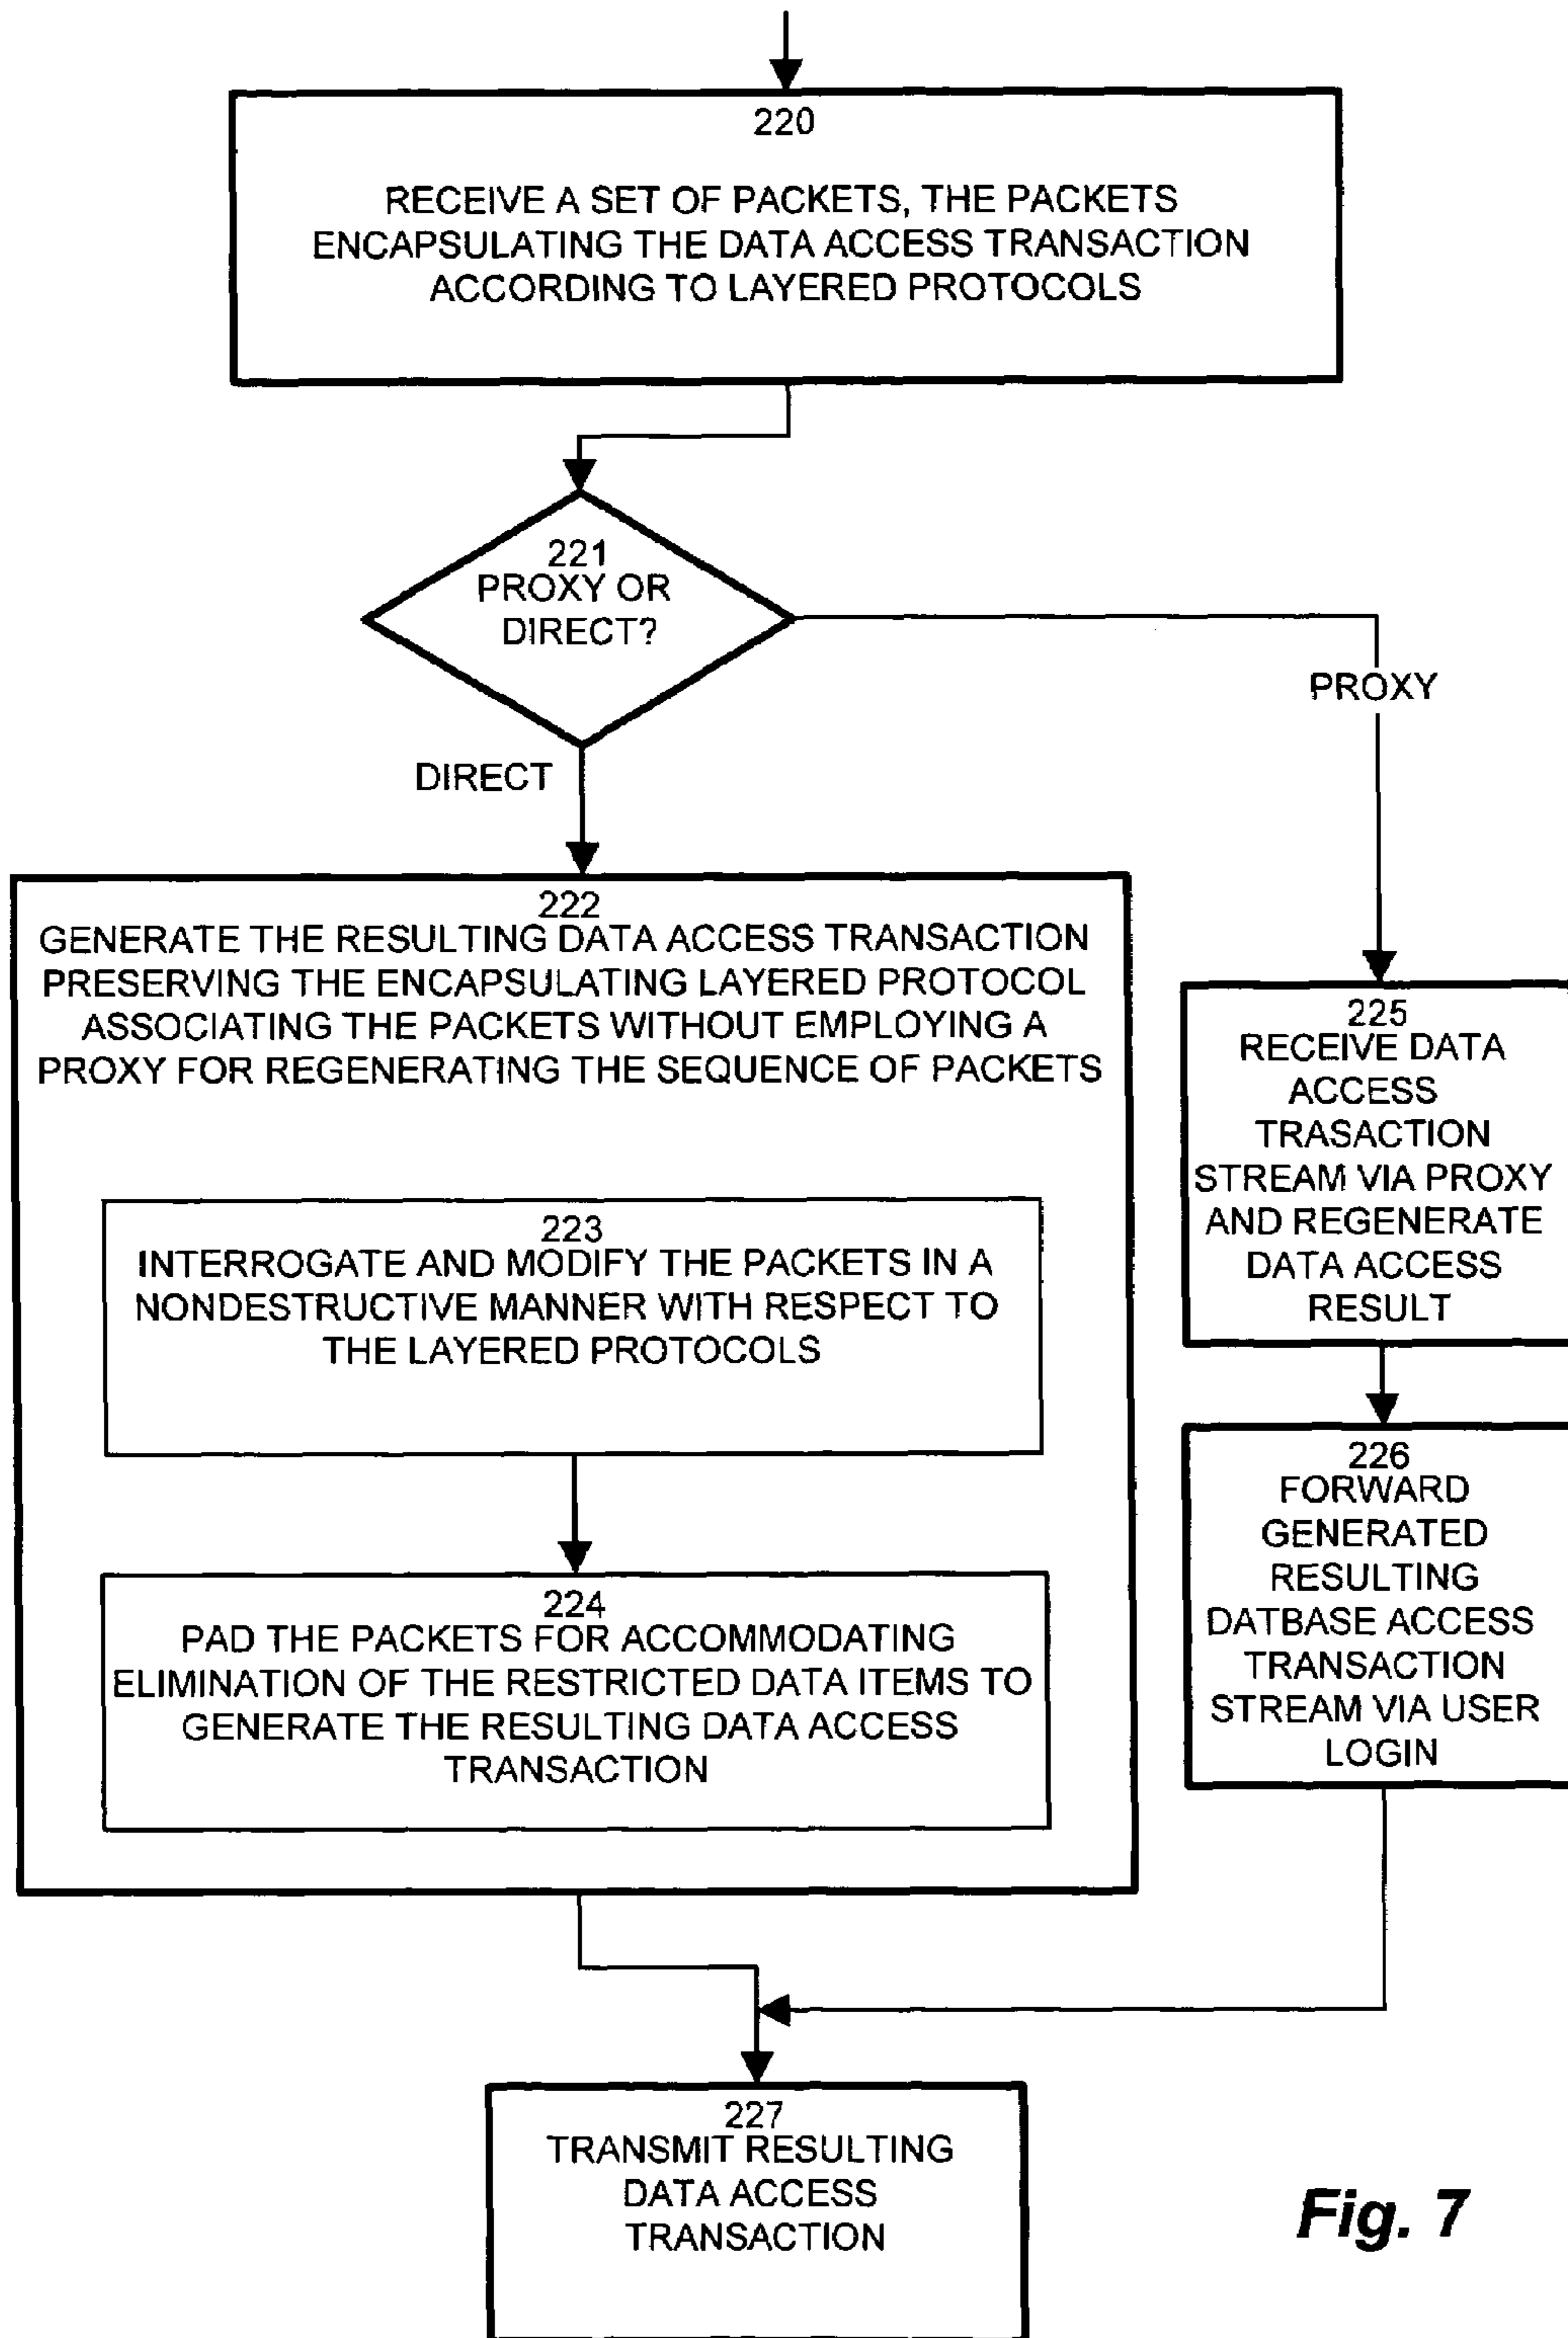 220
RECEIVE A SET OF PACKETS, THE PACKETS
ENCAPSULATING THE DATA ACCESS TRANSACTION
ACCORDING TO LAYERED PROTOCOLS
221
PROXY OR
DIRECT?
PROXY
DIRECT
222
GENERATE THE RESULTING DATA ACCESS TRANSACTION
PRESERVING THE ENCAPSULATING LAYERED PROTOCOL
ASSOCIATING THE PACKETS WITHOUT EMPLOYING A
PROXY FOR REGENERATING THE SEQUENCE OF PACKETS
223
INTERROGATE AND MODIFY THE PACKETS IN A
NONDESTRUCTIVE MANNER WITH RESPECT TO
THE LAYERED PROTOCOLS
224
PAD THE PACKETS FOR ACCOMMODATING
ELIMINATION OF THE RESTRICTED DATA ITEMS TO
GENERATE THE RESULTING DATA ACCESS
TRANSACTION
225
RECEIVE DATA
ACCESS
TRASACTION
STREAM VIA PROXY
AND REGENERATE
DATA ACCESS
RESULT
226
FORWARD
GENERATED
RESULTING
DATBASE ACCESS
TRANSACTION
STREAM VIA USER
LOGIN
227
TRANSMIT RESULTING
DATA ACCESS
TRANSACTION
Fig. 7